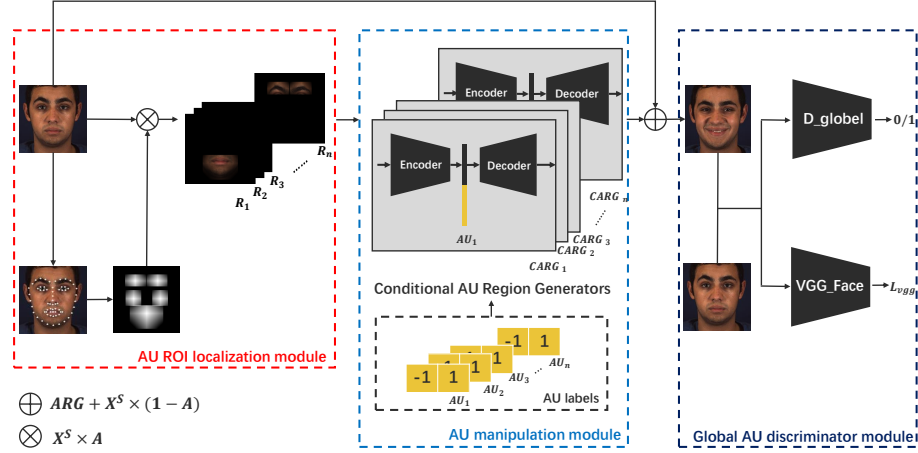 R_1
R_2
R_3
R_n
AU ROI localization module
ARG + X^S × (1 − A)
X^S × A
Encoder
Decoder
Encoder
Decoder
AU_1
CARG_1
CARG_2
CARG_3
CARG_n
Conditional AU Region Generators
-1 1
-1 1
1
1
AU_1
AU_2
AU_3
AU_n
AU labels
AU manipulation module
D_globel
0/1
VGG_Face
L_vgg
Global AU discriminator module